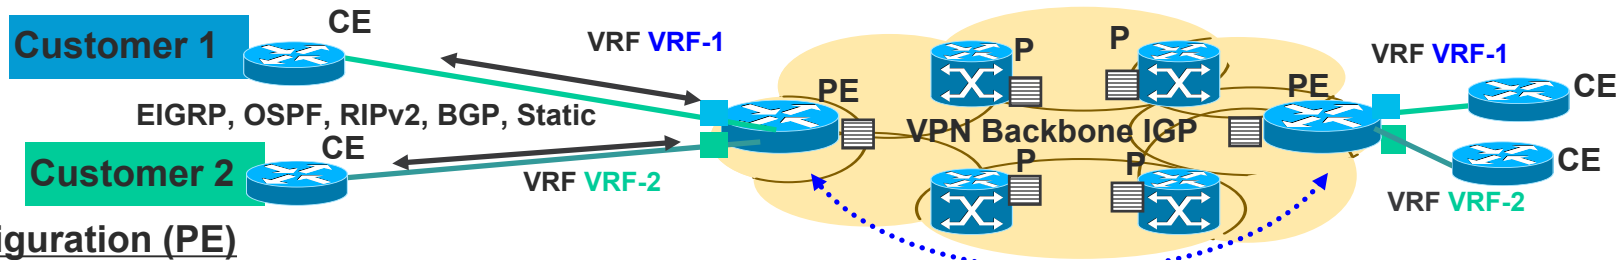 CE
Customer 1
VRF VRF-1
P
P
VRF VRF-1
PE
PE
CE
EIGRP, OSPF, RIPv2, BGP, Static
VPN Backbone IGP
CE
Customer 2
P
P
CE
VRF VRF-2
VRF VRF-2
iguration (PE)